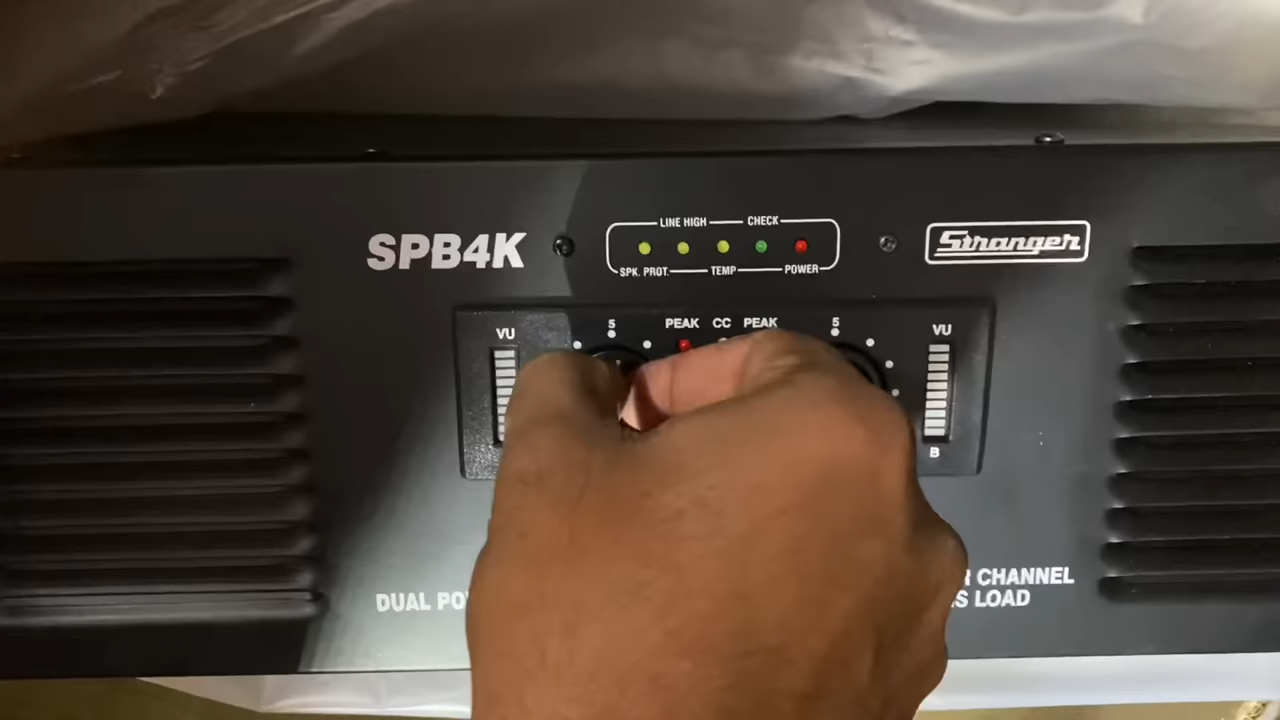 LINE HIGH CHECK
SPB4K
Stranger
SPK. PROT. TEMP POWER
5 PEAK CC PEAK 5
VU VU
B
DUAL
CHANNEL
LOAD